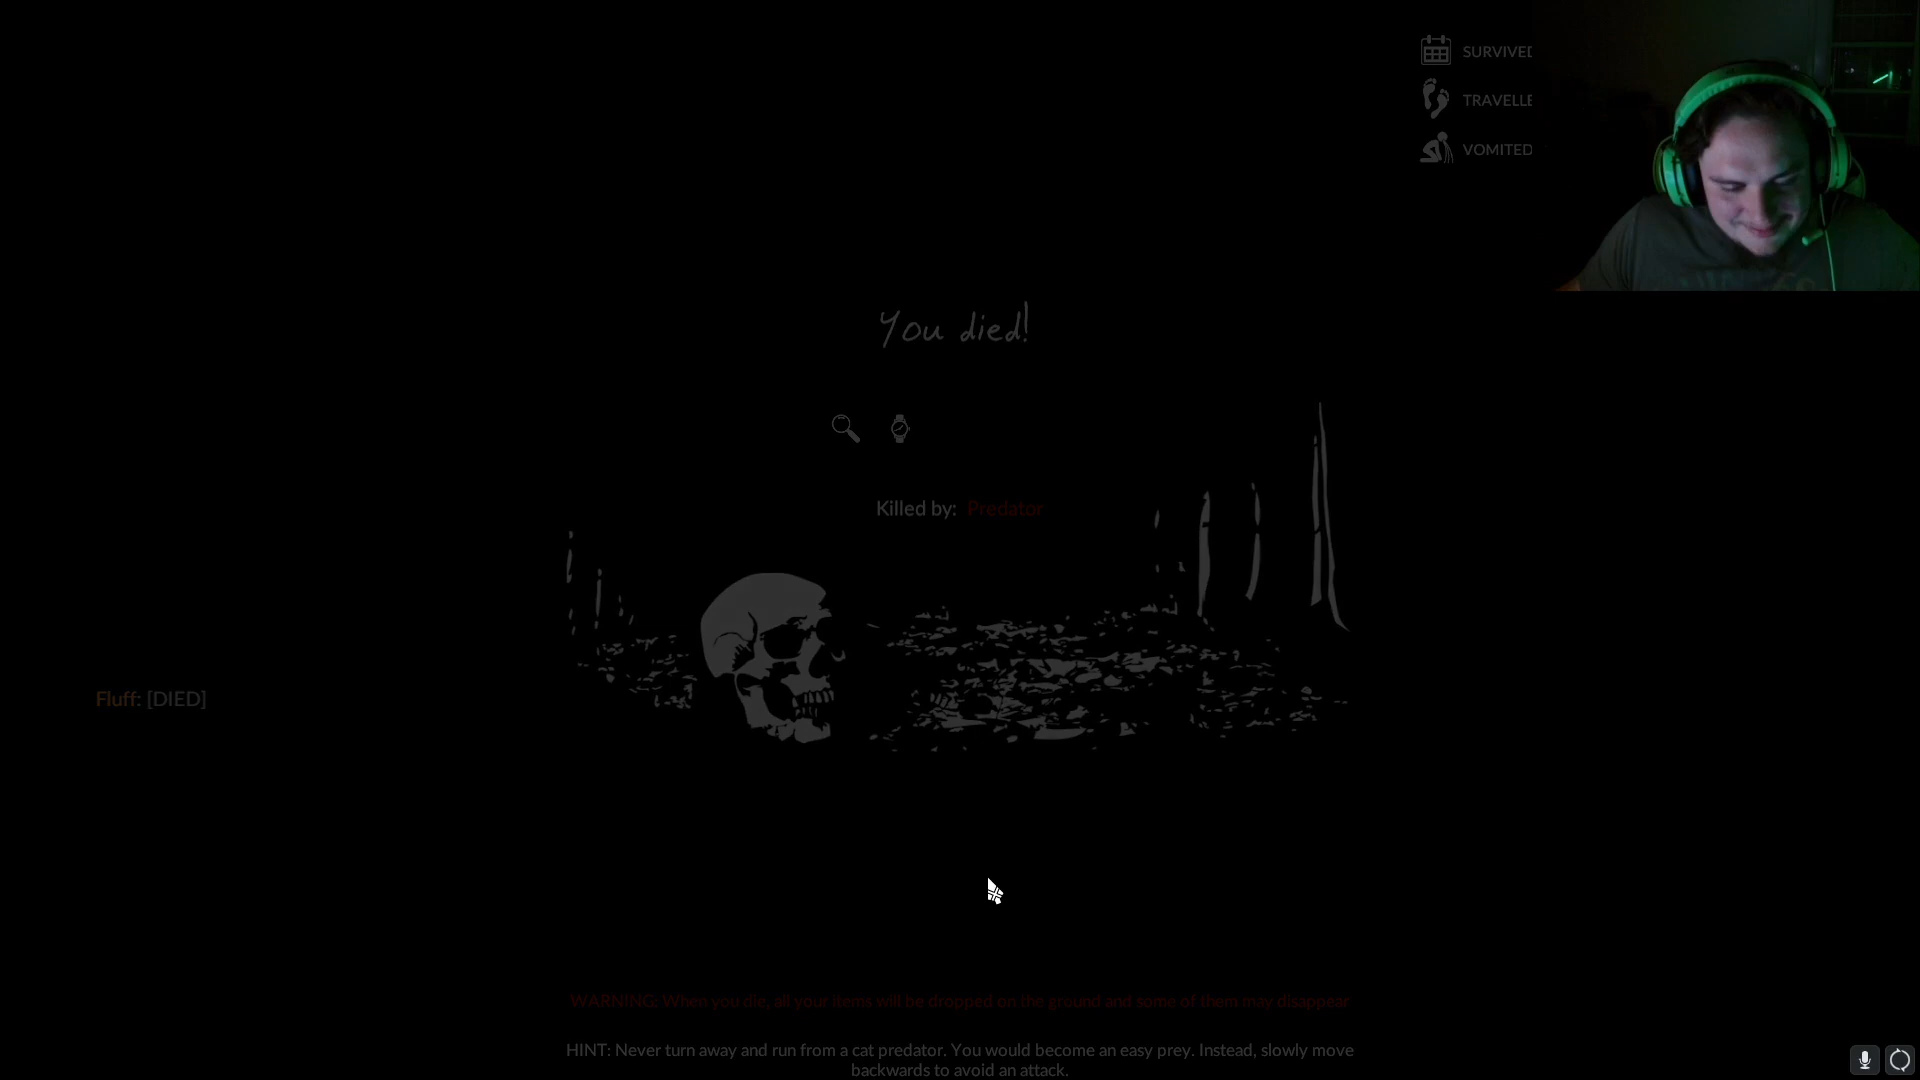 SURVIVED
TRAVELLE
VOMITED
You died!
Killed by: Predator
Fluff: [DIED]
WARNING: When you die, all your items will be dropped on the ground and some of them may disappear
HINT: Never turn away and run from a cat predator. You would become an easy prey. Instead, slowly move
backwards to avoid an attack.